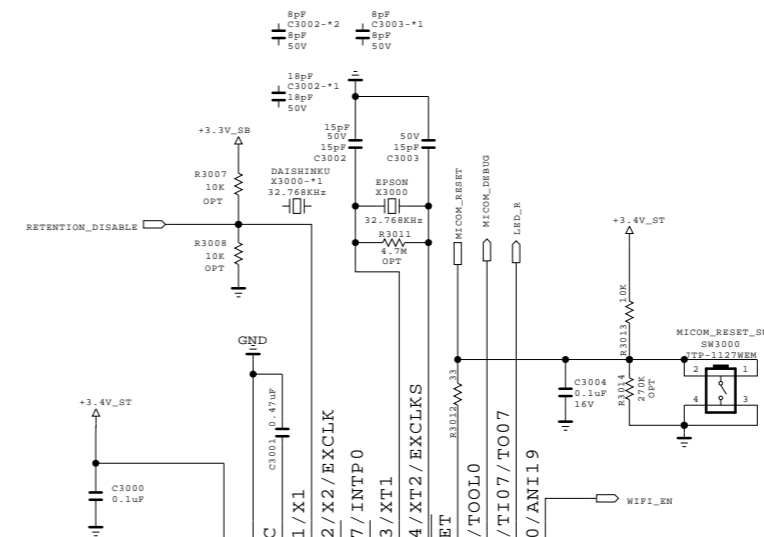 8pF
C3002-*2
8pF
50V
8pF
C3003-*1
8pF
50V
18pF
C3002-*1
18pF
50V
+3.3V_SB
15pF
50V
15pF
C3002
50V
15pF
C3003
R3007
10K
OPT
DAISHINKU
X3000-*1
32.768KHz
EPSON
X3000
32.768KHz
MICOM_RESET
MICOM_DEBUG
LED_R
RETENTION_DISABLE
R3008
10K
OPT
R3011
4.7M
OPT
+3.4V_ST
R3013 10K
MICOM_RESET_SW
SW3000
JTP-1127WEM
2
1
4
3
GND
R3012 33
C3004
0.1uF
16V
R3014
270K
OPT
+3.4V_ST
C3001 0.47uF
C3000
0.1uF
C
1/X1
2/X2/EXCLK
7/INTP0
3/XT1
4/XT2/EXCLKS
ET
/TOOL0
/TI07/TO07
0/ANI19
WIFI_EN